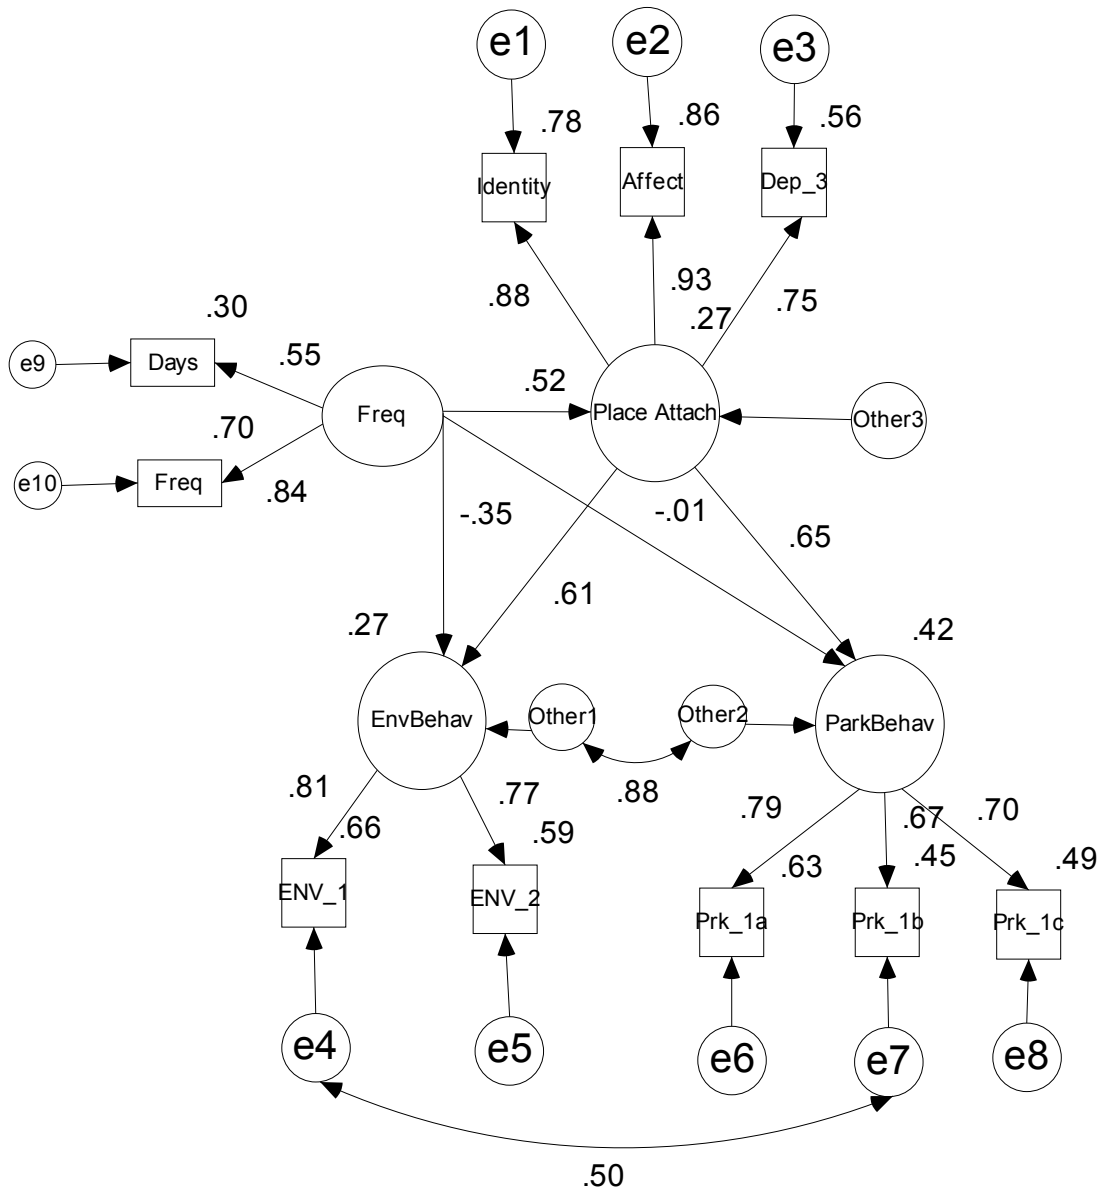 e1
e2
e3
.78
.86
.56
Identity
Affect
Dep_3
.88
.93
.27
.75
.30
e9
Days
.55
.52
Freq
Place Attach
Other3
.70
e10
Freq
.84
-.35
-.01
.65
.61
.27
.42
EnvBehav
Other1
Other2
ParkBehav
.81
.77
.88
.79
.67
.70
.66
.59
.63
.45
.49
ENV_1
ENV_2
Prk_1a
Prk_1b
Prk_1c
e4
e5
e6
e7
e8
.50